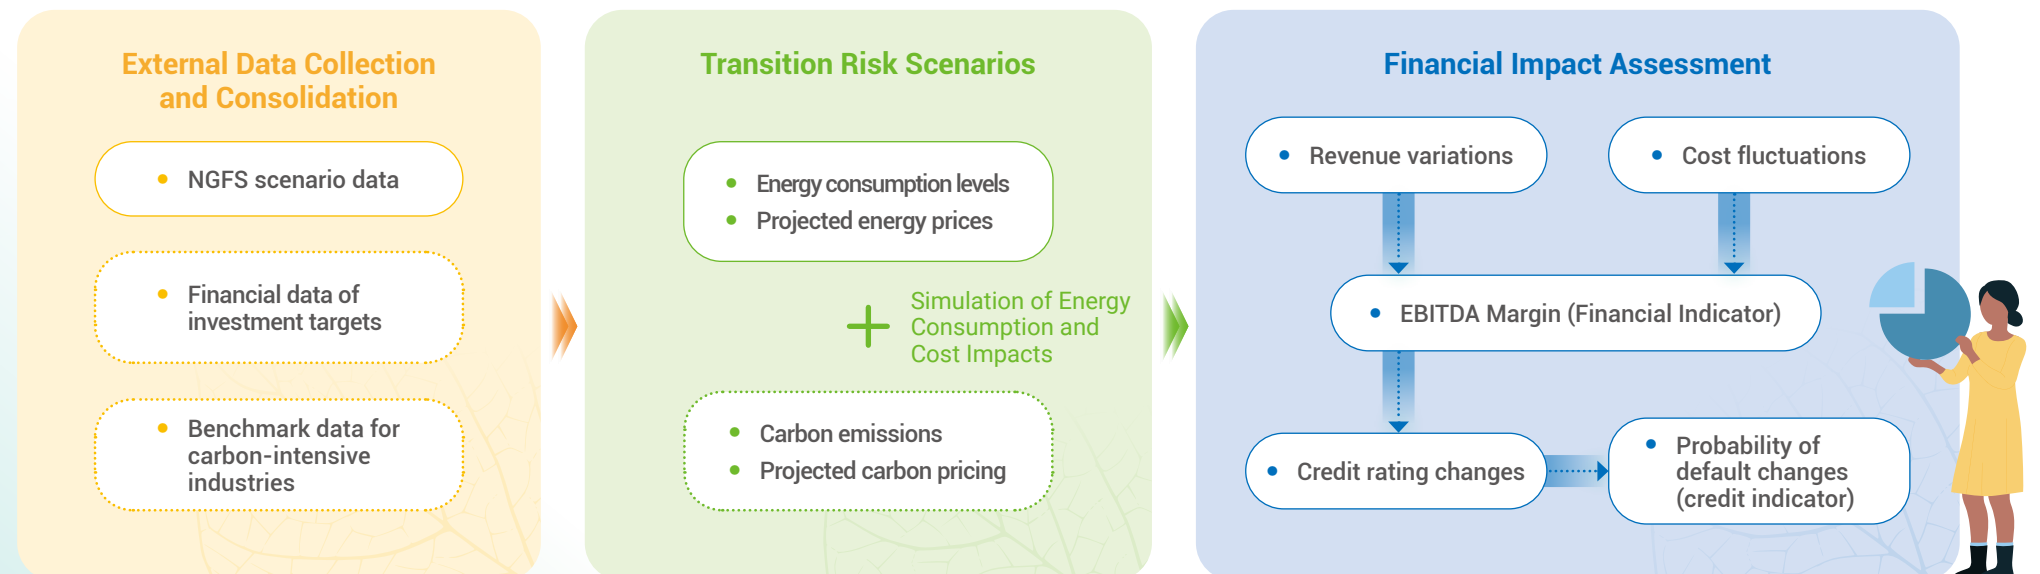 External Data Collection
and Consolidation
• NGFS scenario data
• Financial data of
investment targets
• Benchmark data for
carbon-intensive
industries
Transition Risk Scenarios
• Energy consumption levels
• Projected energy prices
+ Simulation of Energy
Consumption and
Cost Impacts
• Carbon emissions
• Projected carbon pricing
Financial Impact Assessment
• Revenue variations
• Cost fluctuations
• EBITDA Margin (Financial Indicator)
• Credit rating changes
• Probability of
default changes
(credit indicator)